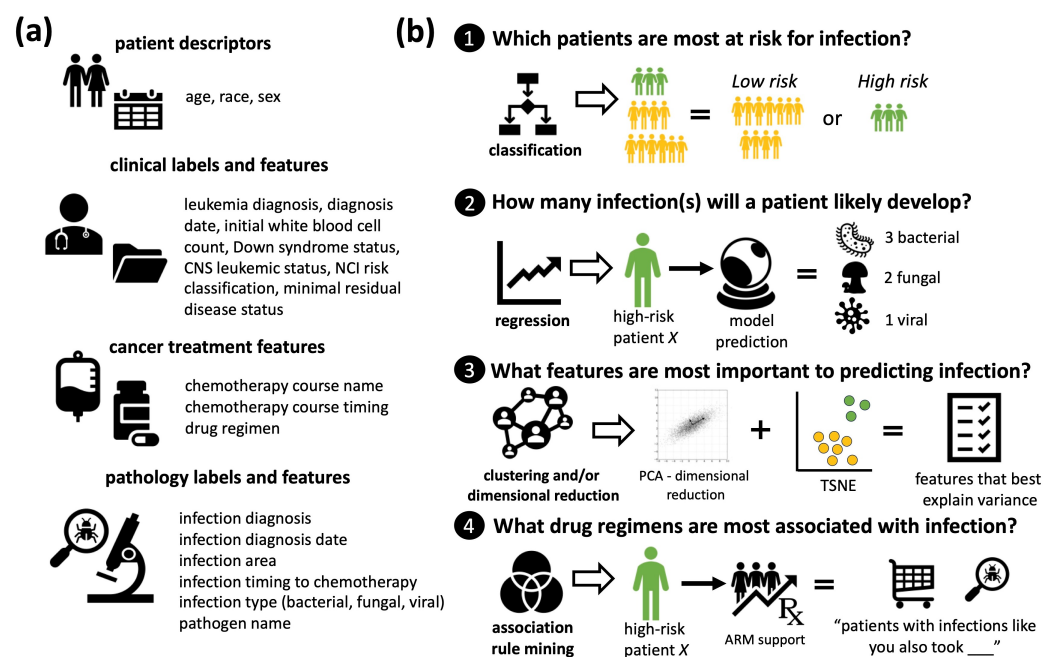 (a)
patient descriptors
age, race, sex
clinical labels and features
leukemia diagnosis, diagnosis
date, initial white blood cell
count, Down syndrome status,
CNS leukemic status, NCI risk
classification, minimal residual
disease status
cancer treatment features
chemotherapy course name
chemotherapy course timing
drug regimen
pathology labels and features
infection diagnosis
infection diagnosis date
infection area
infection timing to chemotherapy
infection type (bacterial, fungal, viral)
pathogen name
(b)
1 Which patients are most at risk for infection?
classification
=
Low risk
or
High risk
2 How many infection(s) will a patient likely develop?
regression
high-risk
patient X
model
prediction
=
3 bacterial
2 fungal
1 viral
3 What features are most important to predicting infection?
clustering and/or
dimensional reduction
PCA - dimensional
reduction
+
TSNE
=
features that best
explain variance
4 What drug regimens are most associated with infection?
association
rule mining
high-risk
patient X
Rx
ARM support
=
“patients with infections like
you also took ___”